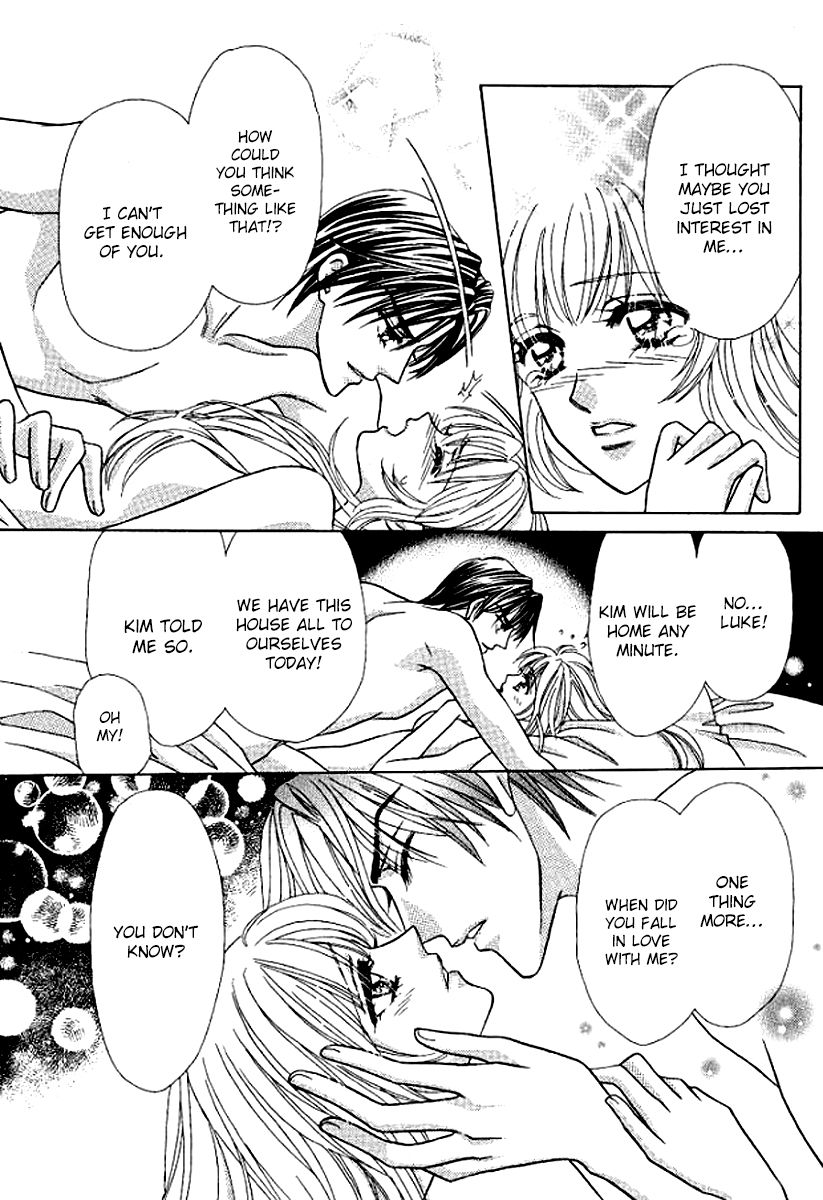 I THOUGHT
MAYBE YOU
JUST LOST
INTEREST IN
ME...
HOW
COULD
YOU THINK
SOME-
THING LIKE
THAT!?
I CAN'T
GET ENOUGH
OF YOU.
NO...
LUKE!
KIM WILL BE
HOME ANY
MINUTE.
WE HAVE THIS
HOUSE ALL TO
OURSELVES
TODAY!
KIM TOLD
ME SO.
OH
MY!
ONE
THING
MORE...
WHEN DID
YOU FALL
IN LOVE
WITH ME?
YOU DON'T
KNOW?